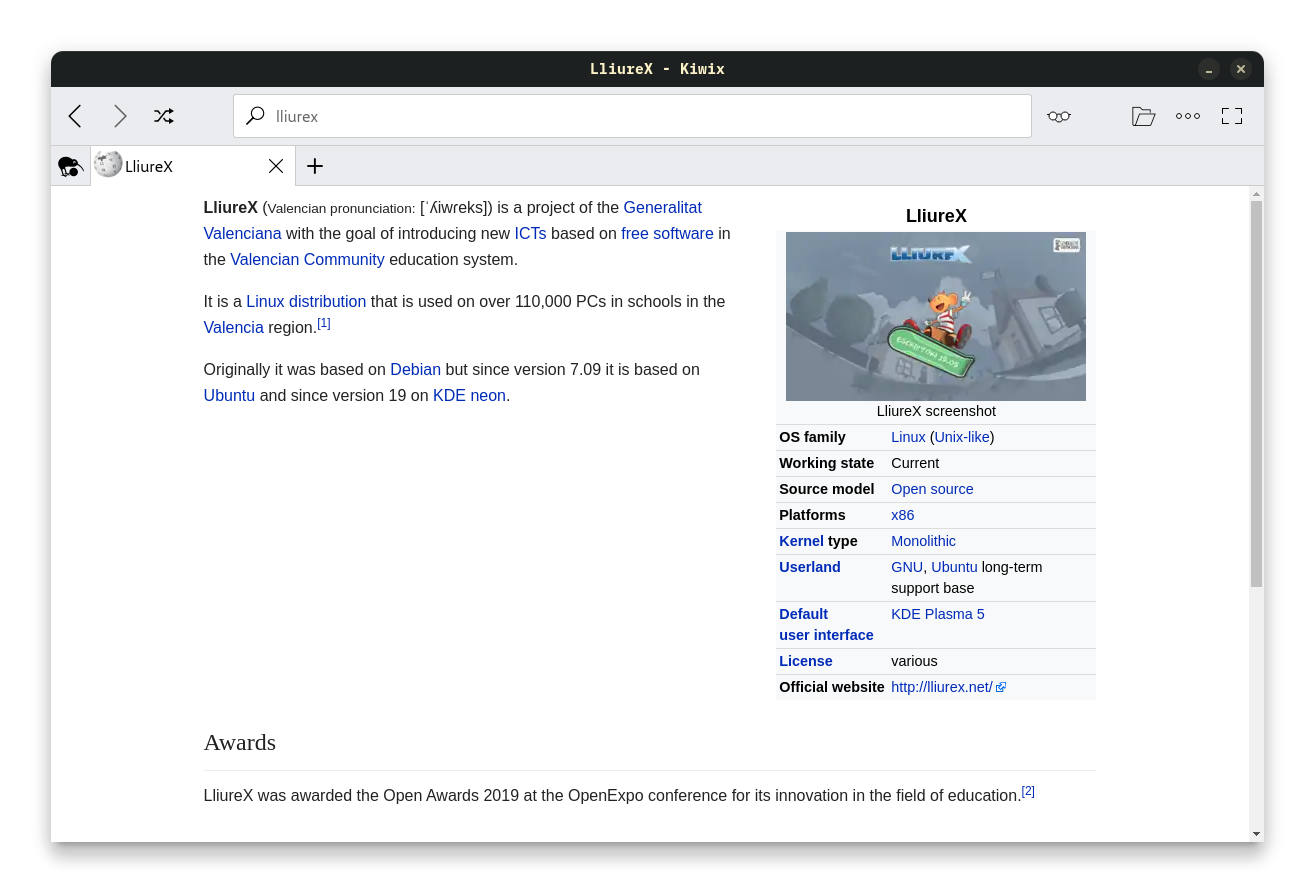 LliureX - Kiwix
lliurex
LliureX
LliureX (Valencian pronunciation: [ˈʎiwɾeks]) is a project of the Generalitat
Valenciana with the goal of introducing new ICTs based on free software in
the Valencian Community education system.
It is a Linux distribution that is used on over 110,000 PCs in schools in the
Valencia region.[1]
Originally it was based on Debian but since version 7.09 it is based on
Ubuntu and since version 19 on KDE neon.
LliureX
LLIUREX
ESCRIPTORI 19.05
LliureX screenshot
OS family Linux (Unix-like)
Working state Current
Source model Open source
Platforms x86
Kernel type Monolithic
Userland GNU, Ubuntu long-term
support base
Default KDE Plasma 5
user interface
License various
Official website http://lliurex.net/
Awards
LliureX was awarded the Open Awards 2019 at the OpenExpo conference for its innovation in the field of education.[2]